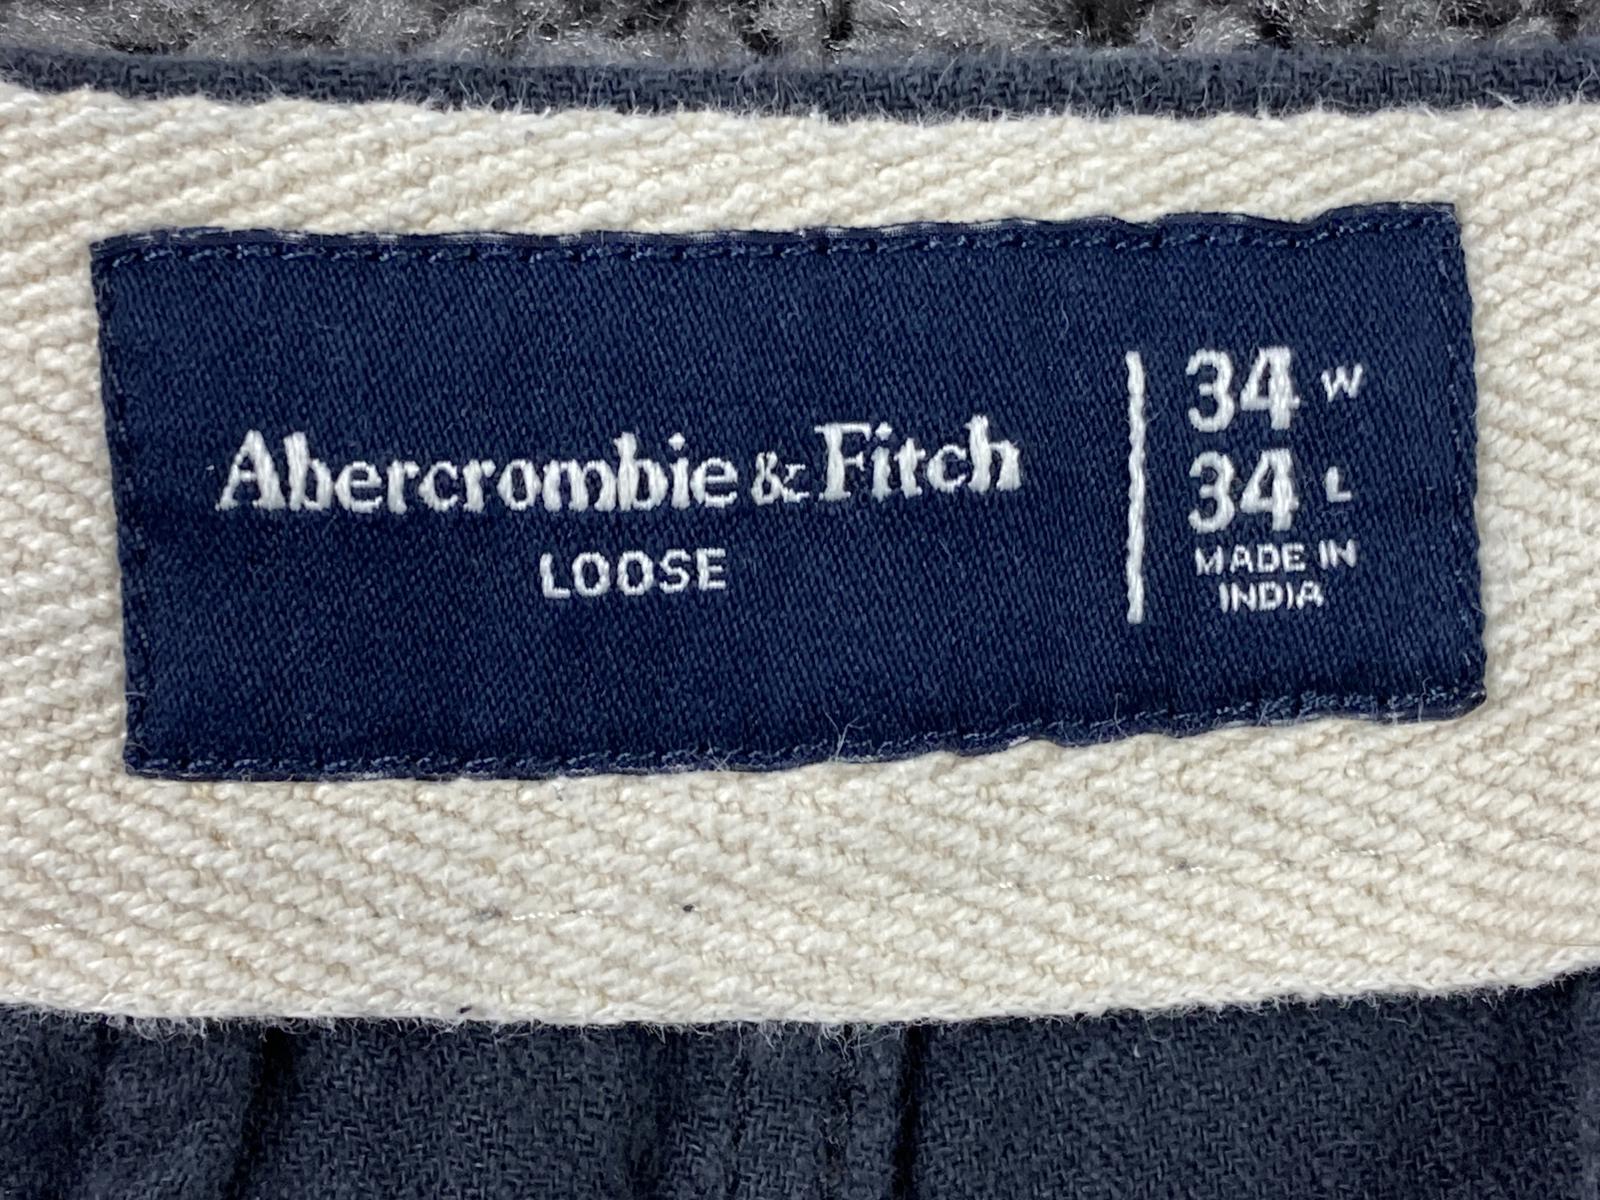 Abercrombie & Fitch
LOOSE
34 W
34 L
MADE IN
INDIA